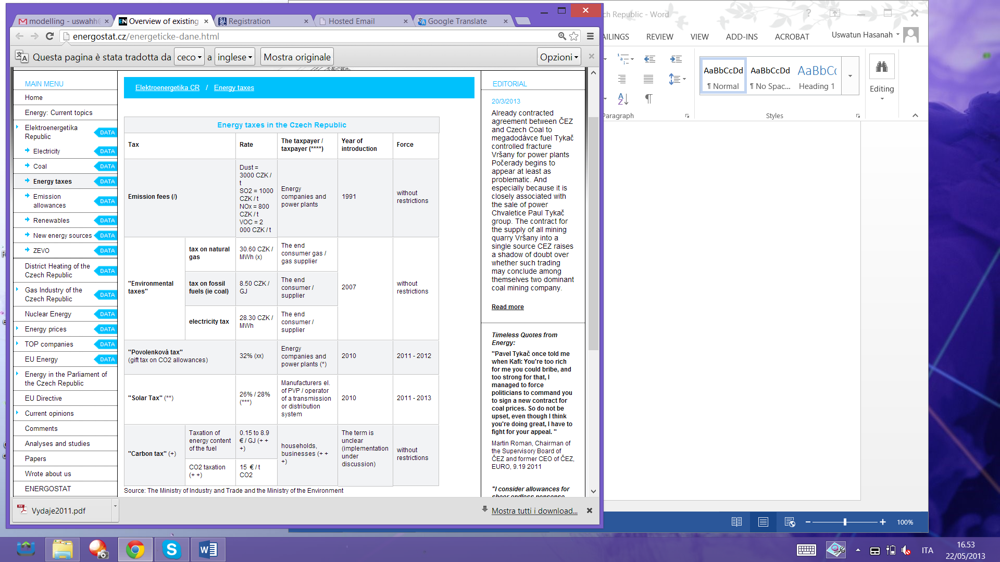 modelling - uswahh@
Overview of existing
Registration
Hosted Email
Google Translate
energostat.cz/energeticke-dane.html
Questa pagina è stata tradotta da
ceco
a
inglese
Mostra originale
Opzioni
MAIN MENU
Home
Energy: Current topics
Elektroenergetika
Republic
DATA
Electricity
DATA
Coal
DATA
Energy taxes
DATA
Emission
allowances
DATA
Renewables
DATA
New energy sources
DATA
ZEVO
DATA
District Heating of the
Czech Republic
DATA
Gas Industry of the
Czech Republic
DATA
Nuclear Energy
DATA
Energy prices
DATA
TOP companies
DATA
EU Energy
DATA
Energy in the Parliament of
the Czech Republic
EU Directive
Current opinions
Comments
Analyses and studies
Papers
Wrote about us
ENERGOSTAT
Elektroenergetika CR / Energy taxes
Energy taxes in the Czech Republic
Tax
Rate
The taxpayer /
taxpayer (****)
Year of
introduction
Force
Emission fees (/)
Dust =
3000 CZK /
t
SO2 = 1000
CZK / t
NOx = 800
CZK / t
VOC = 2
000 CZK / t
Energy
companies and
power plants
1991
without
restrictions
"Environmental
taxes"
tax on natural
gas
30.60 CZK /
MWh (x)
The end
consumer gas /
gas supplier
tax on fossil
fuels (ie coal)
8.50 CZK /
GJ
The end
consumer /
supplier
electricity tax
28.30 CZK /
MWh
The end
consumer /
supplier
2007
without
restrictions
"Povolenková tax"
(gift tax on CO2 allowances)
32% (xx)
Energy
companies and
power plants (*)
2010
2011 - 2012
"Solar Tax" (**)
26% / 28%
(***)
Manufacturers el.
of PVP / operator
of a transmission
or distribution
system
2010
2011 - 2013
"Carbon tax" (+)
Taxation of
energy content
of the fuel
0.15 to 8.9
€ / GJ (+ +
+)
CO2 taxation
(+ +)
15 € / t
CO2
households,
businesses (+ +
+)
The term is
unclear
(implementation
under
discussion)
without
restrictions
Source: The Ministry of Industry and Trade and the Ministry of the Environment
EDITORIAL
20/3/2013
Already contracted
agreement between ČEZ
and Czech Coal to
megadodávce fuel Tykač
controlled fracture
Vršany for power plants
Počerady begins to
appear at least as
problematic. And
especially because it is
closely associated with
the sale of power
Chvaletice Paul Tykač
group. The contract for
the supply of all mining
quarry Vršany into a
single source CEZ raises
a shadow of doubt over
whether such trading
may conclude among
themselves two dominant
coal mining company.
Read more
Timeless Quotes from
Energy:
"Pavel Tykač once told me
when Kafi: You're too rich
for me you could bribe, and
too strong for that, I
managed to force
politicians to command you
to sign a new contract for
coal prices. So do not be
upset, even though I think
you're doing great, I have to
fight for your appeal. "
Martin Roman, Chairman of
the Supervisory Board of
ČEZ and former CEO of ČEZ,
EURO, 9.19 2011
"I consider allowances for
sheer endless nonsense
Vydaje2011.pdf
Mostra tutti i download...
ch Republic - Word
AILINGS
REVIEW
VIEW
ADD-INS
ACROBAT
Uswatun Hasanah
AaBbCcDd
¶ Normal
AaBbCcDd
¶ No Spac...
AaBbCc
Heading 1
Editing
Paragraph
Styles
100%
ITA
16.53
22/05/2013